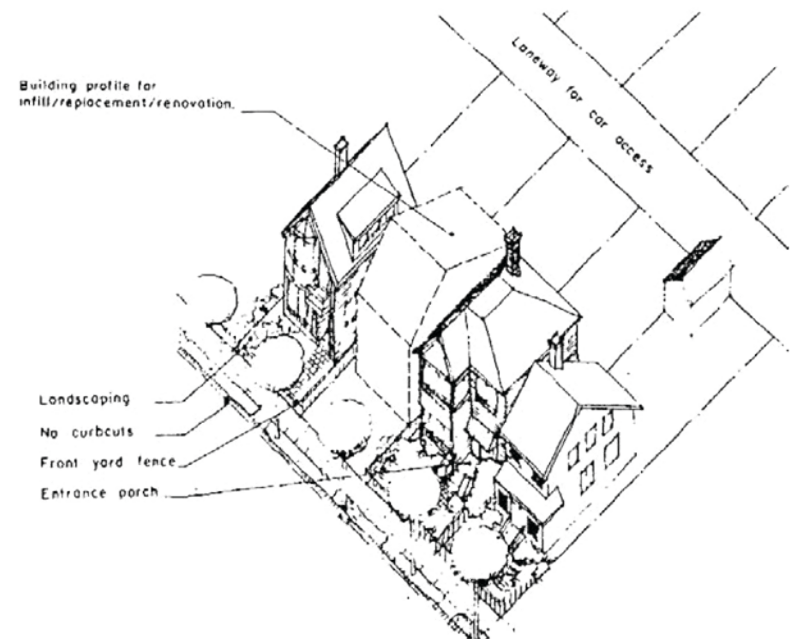 Building profile for
infill/replacement/renovation.
Laneway for car access
Landscaping
No curbcuts
Front yard fence
Entrance porch